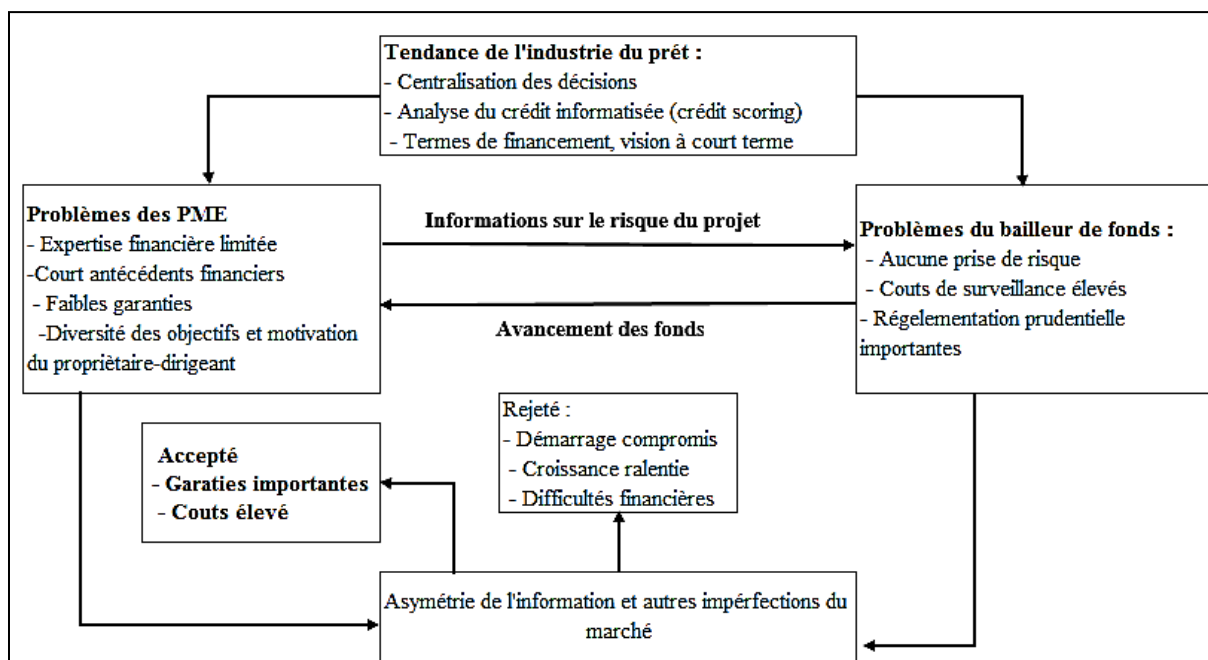 Tendance de l'industrie du prét :
- Centralisation des décisions
- Analyse du crédit informatisée (crédit scoring)
- Termes de financement, vision à court terme
Problèmes des PME
- Expertise financière limitée
-Court antécédents financiers
- Faibles garanties
-Diversité des objectifs et motivation
du propriètaire-dirigeant
Informations sur le risque du projet
Avancement des fonds
Problèmes du bailleur de fonds :
- Aucune prise de risque
- Couts de surveillance élevés
- Régelementation prudentielle
importantes
Accepté
- Garaties importantes
- Couts élevé
Rejeté :
- Démarrage compromis
- Croissance ralentie
- Difficultés financières
Asymétrie de l'information et autres impérfections du
marché